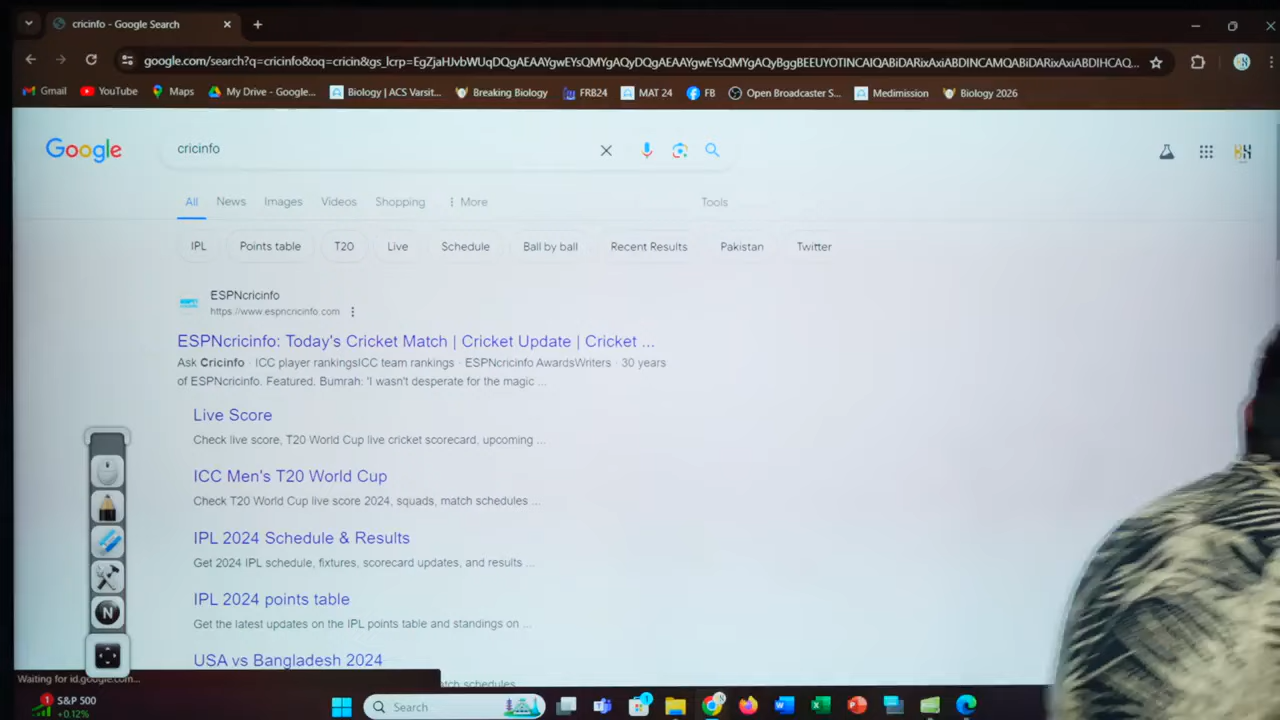 cricinfo - Google Search
google.com/search?q=cricinfo&oq=cricin&gs_lcrp=EgZjaHJvbWUqDQgAEAAYgwEYsQMYgAQyDQgAEAAYgwEYsQMYgAQyBggBEEUYOTINCAIQABiDARixAxiABDINCAMQABiDARixAxiABDIHCAQ...
Gmail YouTube Maps My Drive - Google... Biology | ACS Varsit... Breaking Biology FR B24 MAT 24 FB Open Broadcaster S... Medimission Biology 2026
Google cricinfo
All News Images Videos Shopping More Tools
IPL Points table T20 Live Schedule Ball by ball Recent Results Pakistan Twitter
ESPNcricinfo
https://www.espncricinfo.com
ESPNcricinfo: Today's Cricket Match | Cricket Update | Cricket ...
Ask Cricinfo · ICC player rankingsICC team rankings · ESPNcricinfo AwardsWriters · 30 years
of ESPNcricinfo. Featured. Bumrah: 'I wasn't desperate for the magic ...
Live Score
Check live score, T20 World Cup live cricket scorecard, upcoming ...
ICC Men's T20 World Cup
Check T20 World Cup live score 2024, squads, match schedules ...
IPL 2024 Schedule & Results
Get 2024 IPL schedule, fixtures, scorecard updates, and results ...
IPL 2024 points table
Get the latest updates on the IPL points table and standings on ...
USA vs Bangladesh 2024
match schedules
N
Waiting for id.google.com...
1 S&P 500
+0.12%
Search